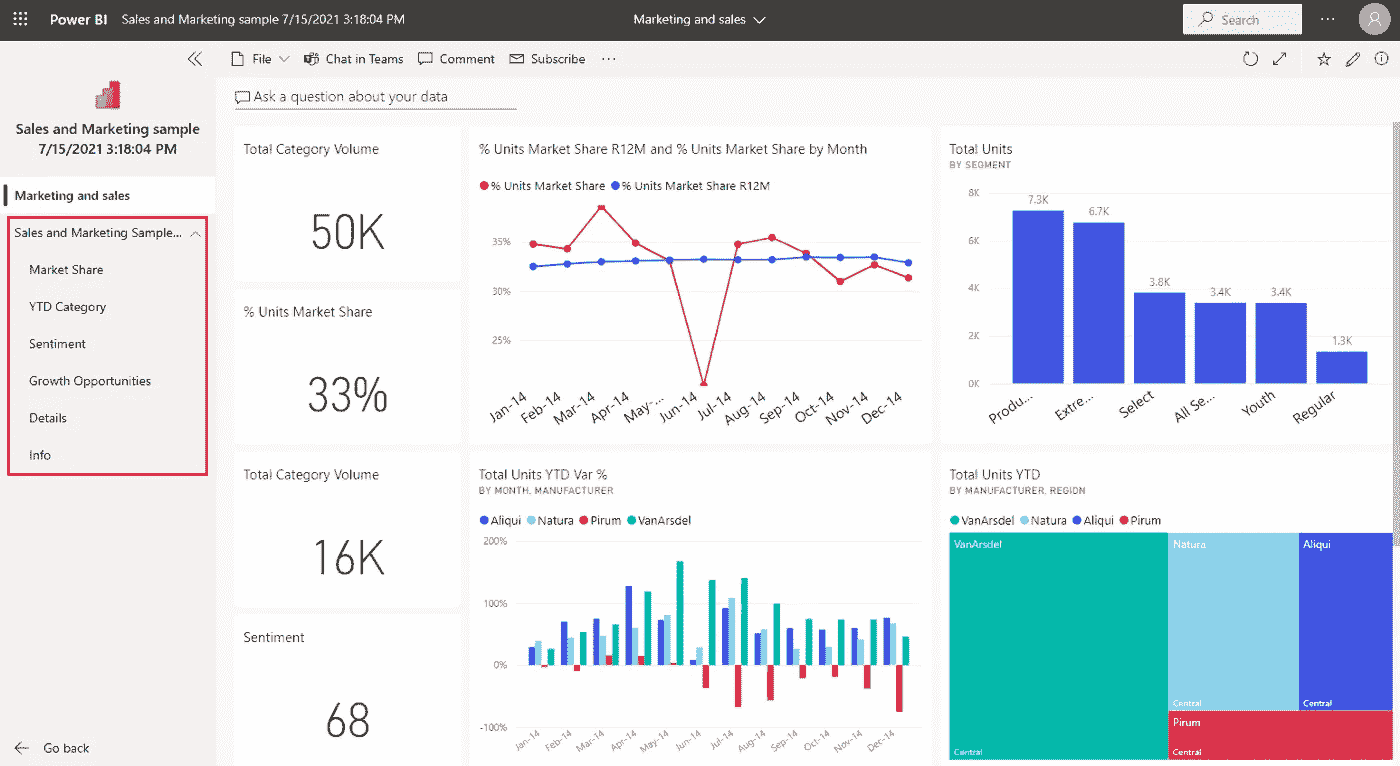 Power BI Sales and Marketing sample 7/15/2021 3:18:04 PM Marketing and sales Search
File Chat in Teams Comment Subscribe
Sales and Marketing sample
7/15/2021 3:18:04 PM
Marketing and sales
Sales and Marketing Sample...
Market Share
YTD Category
Sentiment
Growth Opportunities
Details
Info
Go back
Ask a question about your data
Total Category Volume
50K
% Units Market Share
33%
Total Category Volume
16K
Sentiment
68
% Units Market Share R12M and % Units Market Share by Month
% Units Market Share % Units Market Share R12M
35%
30%
25%
Jan-14 Feb-14 Mar-14 Apr-14 May-... Jun-14 Jul-14 Aug-14 Sep-14 Oct-14 Nov-14 Dec-14
Total Units
BY SEGMENT
8K
6K
4K
2K
0K
7.3K 6.7K 3.8K 3.4K 3.4K 1.3K
Produ... Extre... Select All Se... Youth Regular
Total Units YTD Var %
BY MONTH, MANUFACTURER
Aliqui Natura Pirum VanArsdel
200%
100%
0%
-100%
Jan-14 Feb-14 Mar-14 Apr-14 May-14 Jun-14 Jul-14 Aug-14 Sep-14 Oct-14 Nov-14 Dec-14
Total Units YTD
BY MANUFACTURER, REGION
VanArsdel Natura Aliqui Pirum
VanArsdel
Central
Natura
Central
Aliqui
Central
Pirum
Central